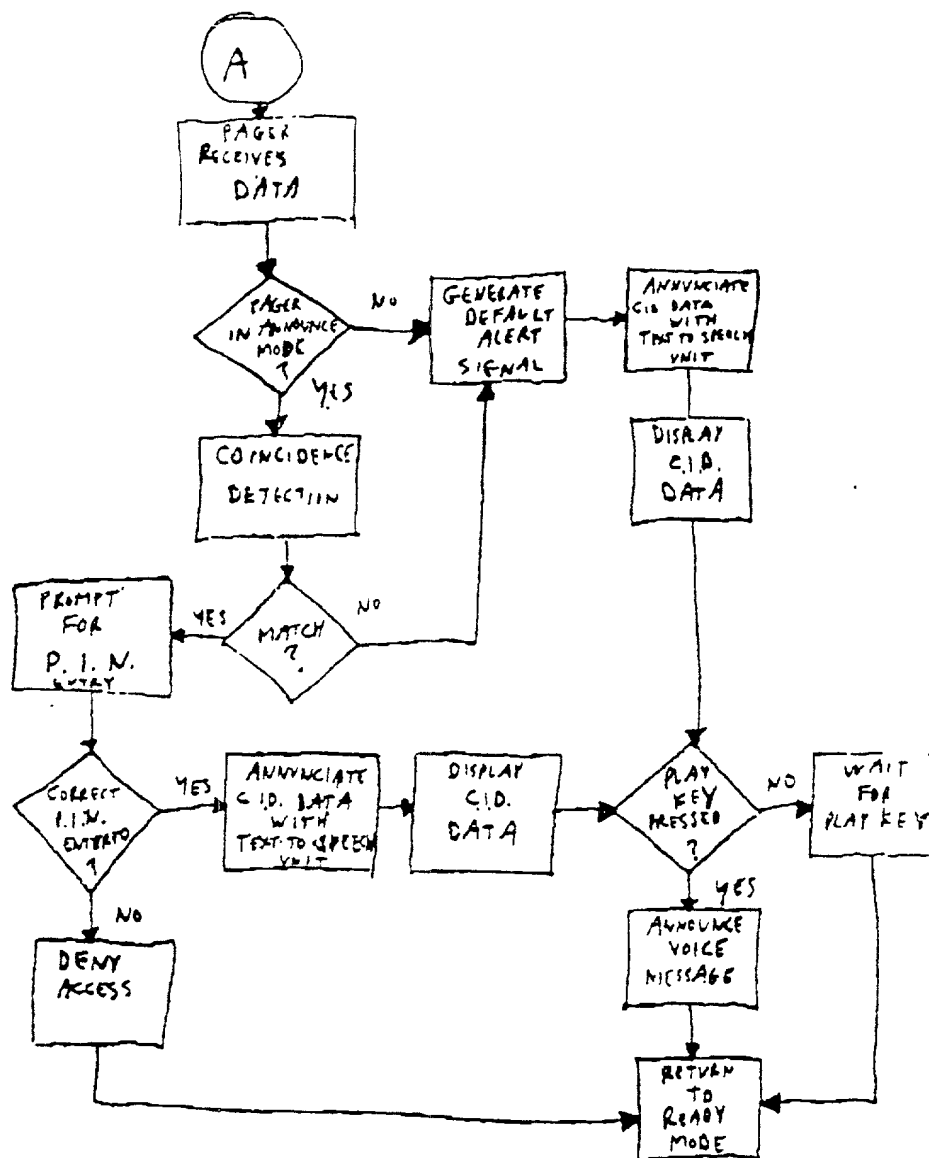 A
PAGER
RECEIVES
DATA
PAGER
IN ANNOUNCE
MODE
?
NO
YES
GENERATE
DEFAULT
ALERT
SIGNAL
ANNUNCIATE
C.I.D. DATA
WITH
TEXT TO SPEECH
UNIT
COINCIDENCE
DETECTIIN
DISPLAY
C.I.D.
DATA
MATCH
?
YES
NO
PROMPT
FOR
P.I.N.
ENTRY
CORRECT
P.I.N.
ENTERED
?
YES
NO
ANNUNCIATE
C.I.D. DATA
WITH
TEXT TO SPEECH
UNIT
DISPLAY
C.I.D.
DATA
PLAY
KEY
PRESSED
?
NO
YES
WAIT
FOR
PLAY KEY
DENY
ACCESS
ANNOUNCE
VOICE
MESSAGE
RETURN
TO
READY
MODE